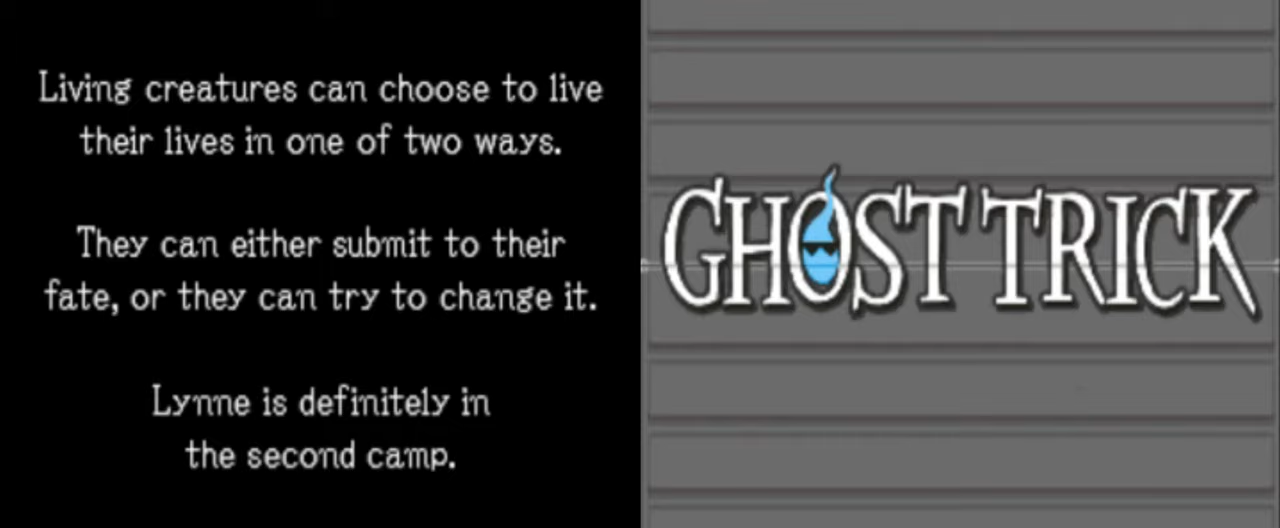 Living creatures can choose to live
their lives in one of two ways.
They can either submit to their
fate, or they can try to change it.
Lynne is definitely in
the second camp.
GHOST TRICK